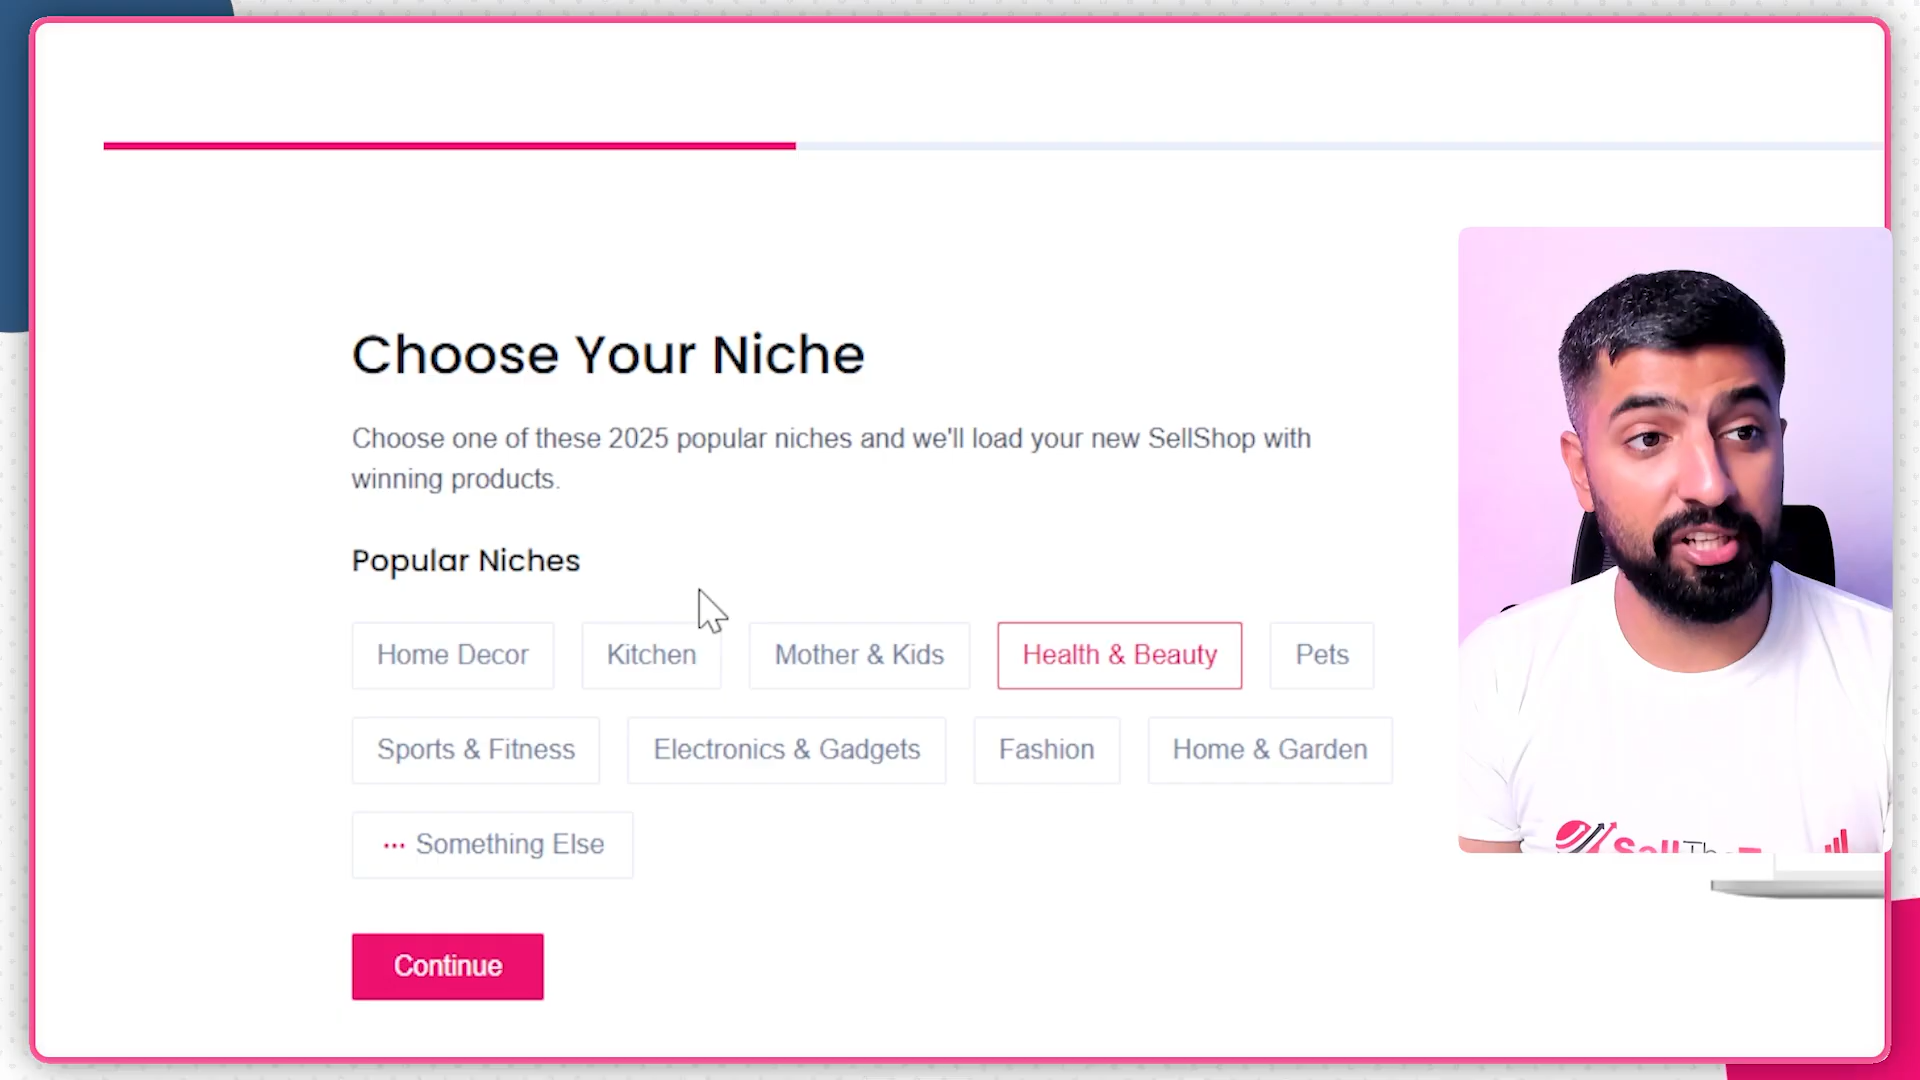 Choose Your Niche
Choose one of these 2025 popular niches and we'll load your new SellShop with
winning products.
Popular Niches
Home Decor
Kitchen
Mother & Kids
Health & Beauty
Pets
Sports & Fitness
Electronics & Gadgets
Fashion
Home & Garden
... Something Else
Continue